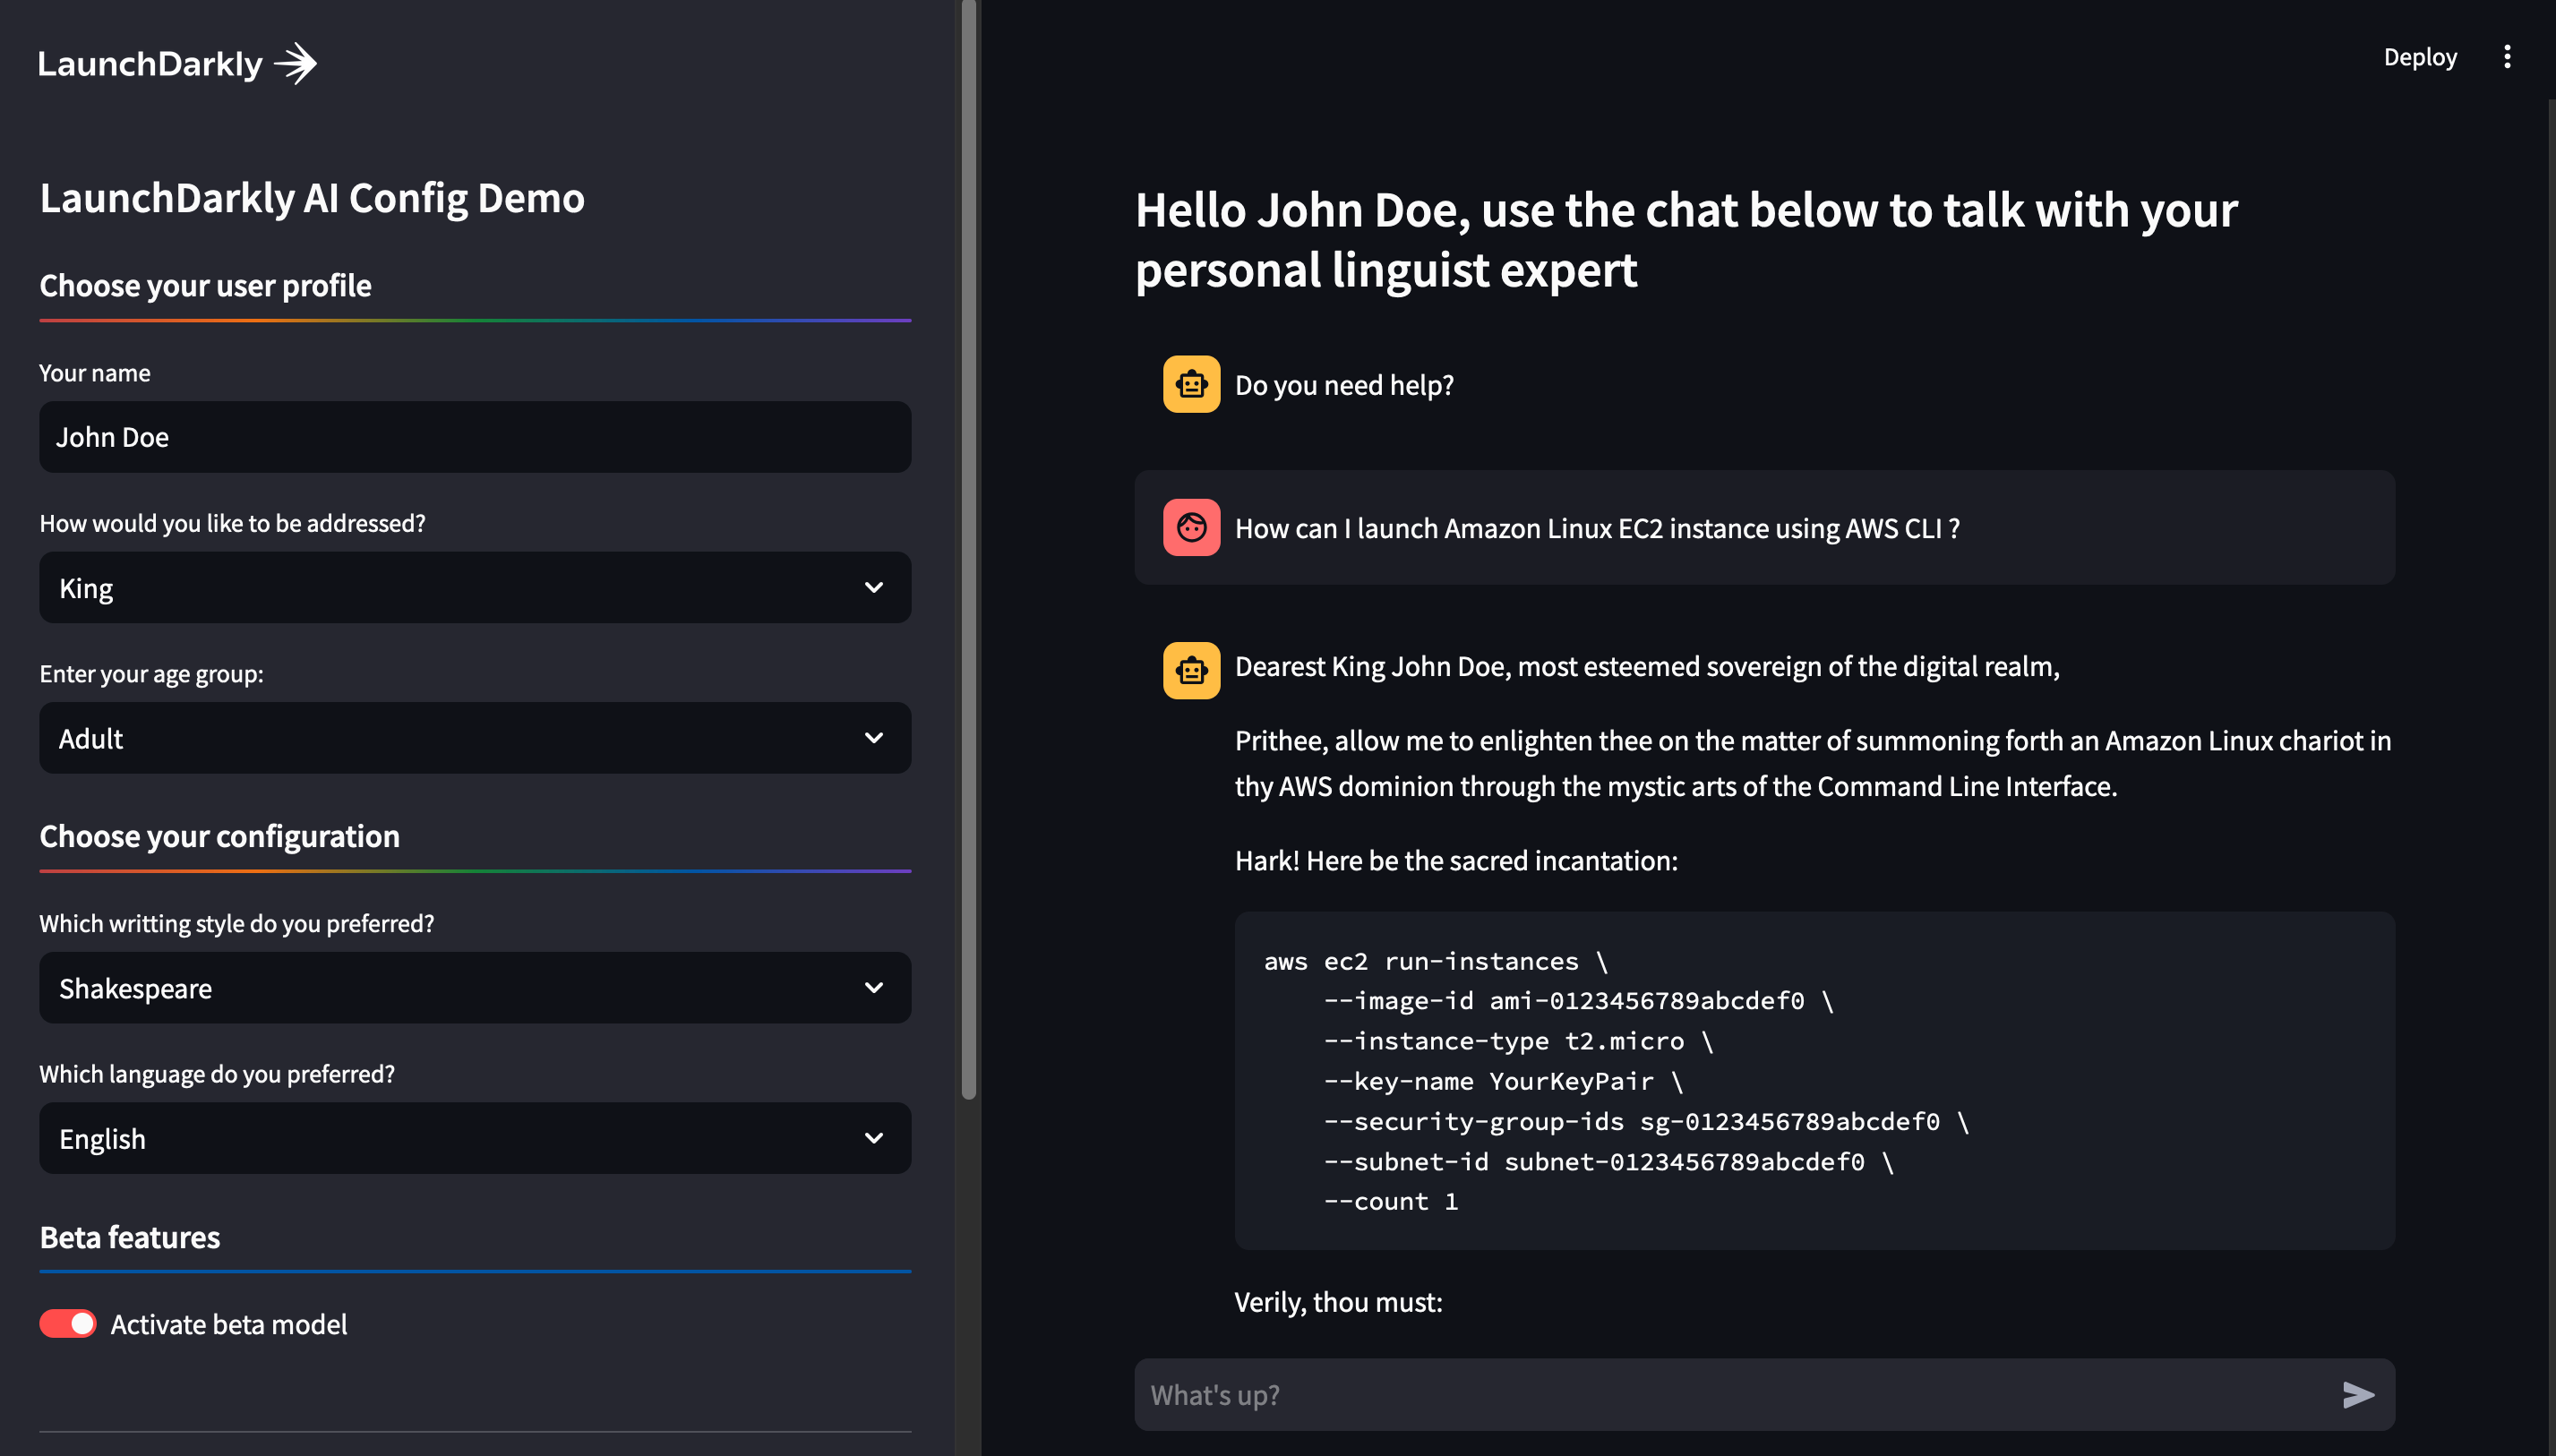 LaunchDarkly
LaunchDarkly AI Config Demo
Choose your user profile
Your name
John Doe
How would you like to be addressed?
King
Enter your age group:
Adult
Choose your configuration
Which writting style do you preferred?
Shakespeare
Which language do you preferred?
English
Beta features
Activate beta model
Deploy
Hello John Doe, use the chat below to talk with your
personal linguist expert
Do you need help?
How can I launch Amazon Linux EC2 instance using AWS CLI ?
Dearest King John Doe, most esteemed sovereign of the digital realm,
Prithee, allow me to enlighten thee on the matter of summoning forth an Amazon Linux chariot in
thy AWS dominion through the mystic arts of the Command Line Interface.
Hark! Here be the sacred incantation:
aws ec2 run-instances \
    --image-id ami-0123456789abcdef0 \
    --instance-type t2.micro \
    --key-name YourKeyPair \
    --security-group-ids sg-0123456789abcdef0 \
    --subnet-id subnet-0123456789abcdef0 \
    --count 1
Verily, thou must:
What's up?